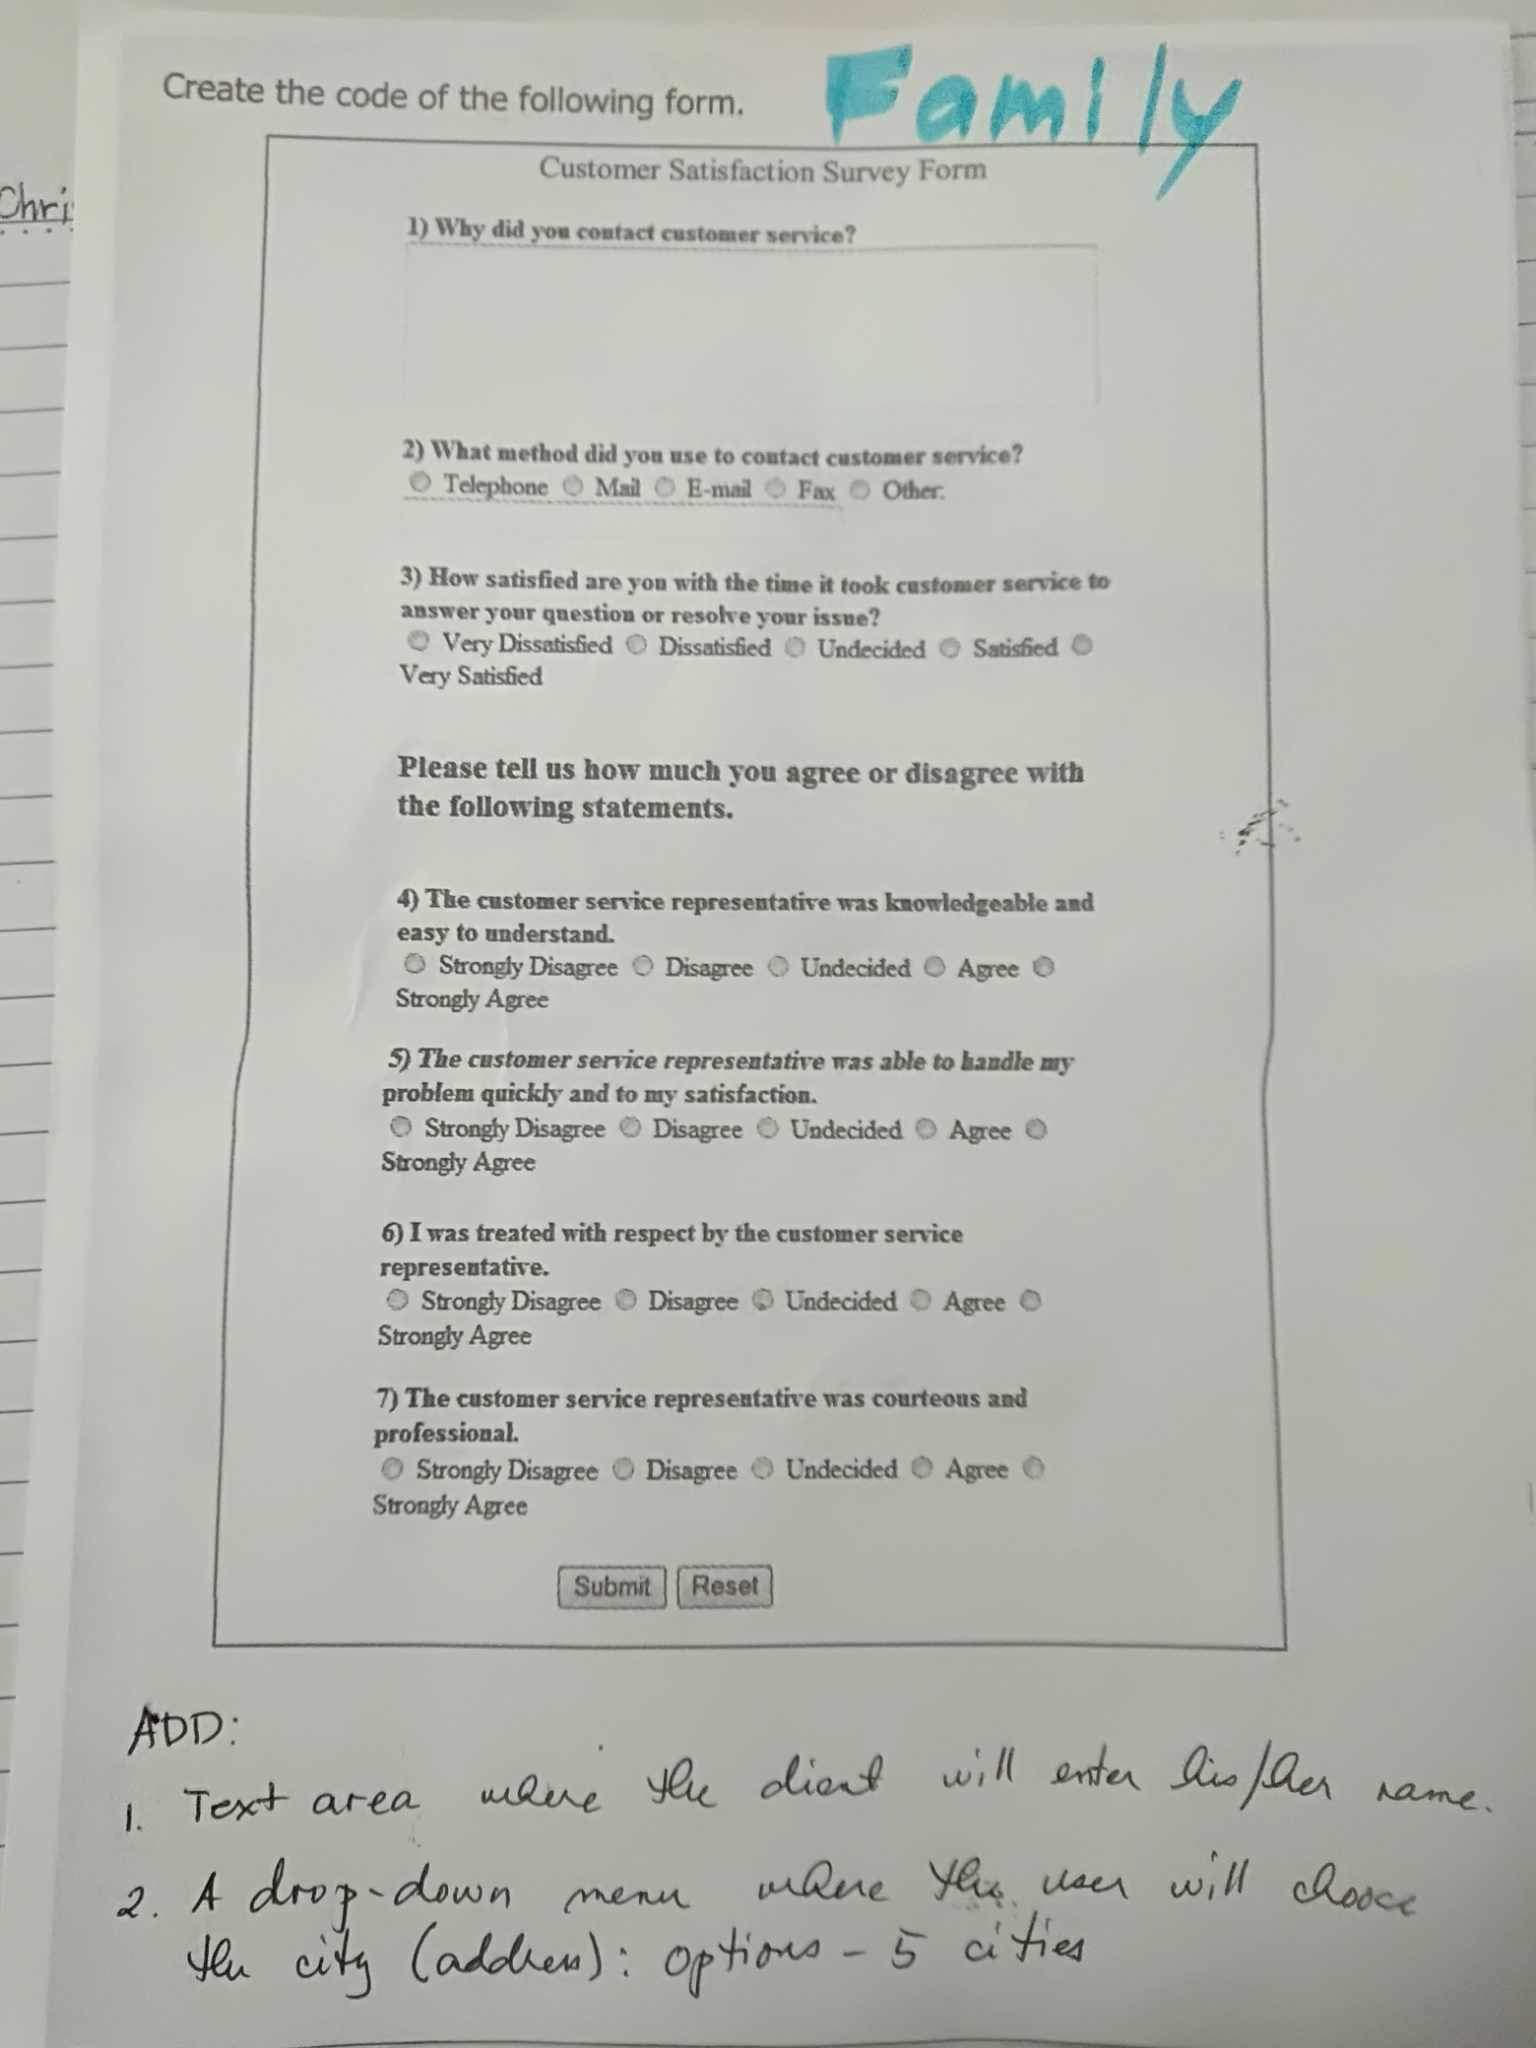 Create the code of the following form.
Family
Chri
Customer Satisfaction Survey Form
1) Why did you contact customer service?
2) What method did you use to contact customer service?
Telephone Mail E-mail Fax Other:
3) How satisfied are you with the time it took customer service to
answer your question or resolve your issue?
Very Dissatisfied Dissatisfied Undecided Satisfied
Very Satisfied
Please tell us how much you agree or disagree with
the following statements.
4) The customer service representative was knowledgeable and
easy to understand.
Strongly Disagree Disagree Undecided Agree
Strongly Agree
5) The customer service representative was able to handle my
problem quickly and to my satisfaction.
Strongly Disagree Disagree Undecided Agree
Strongly Agree
6) I was treated with respect by the customer service
representative.
Strongly Disagree Disagree Undecided Agree
Strongly Agree
7) The customer service representative was courteous and
professional.
Strongly Disagree Disagree Undecided Agree
Strongly Agree
Submit Reset
ADD:
1. Text area where the client will enter his/her name.
2. A drop-down menu where the user will choose
the city (address): options - 5 cities